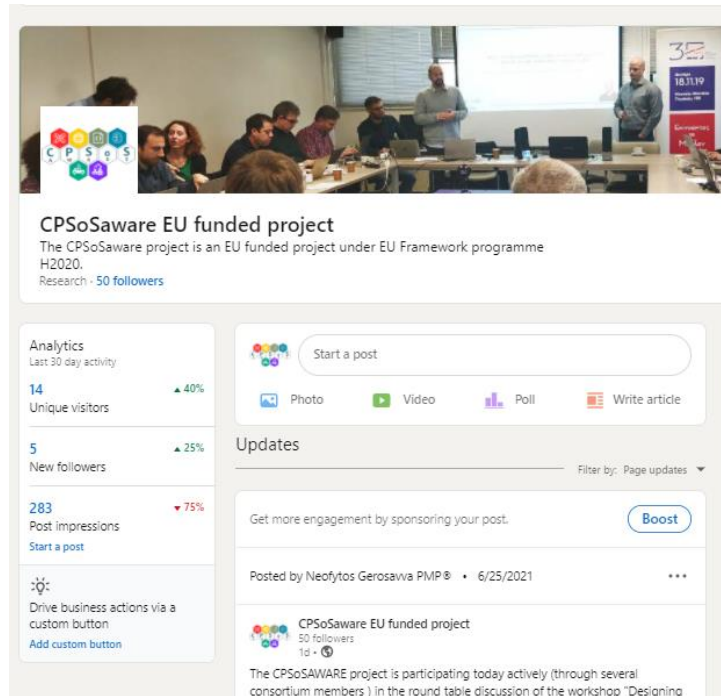 35
18.11.19
C P S o S
CPSoSaware EU funded project
The CPSoSaware project is an EU funded project under EU Framework programme
H2020.
Research · 50 followers
Analytics
Last 30 day activity
14
▲ 40%
Unique visitors
5
▲ 25%
New followers
283
▼ 75%
Post impressions
Start a post
Drive business actions via a
custom button
Add custom button
Start a post
Photo
Video
Poll
Write article
Updates
Filter by: Page updates
Get more engagement by sponsoring your post.
Boost
Posted by Neofytos Gerosavva PMP® • 6/25/2021
CPSoSaware EU funded project
50 followers
1d •
The CPSoSAWARE project is participating today actively (through several
consortium members ) in the round table discussion of the workshop "Designing